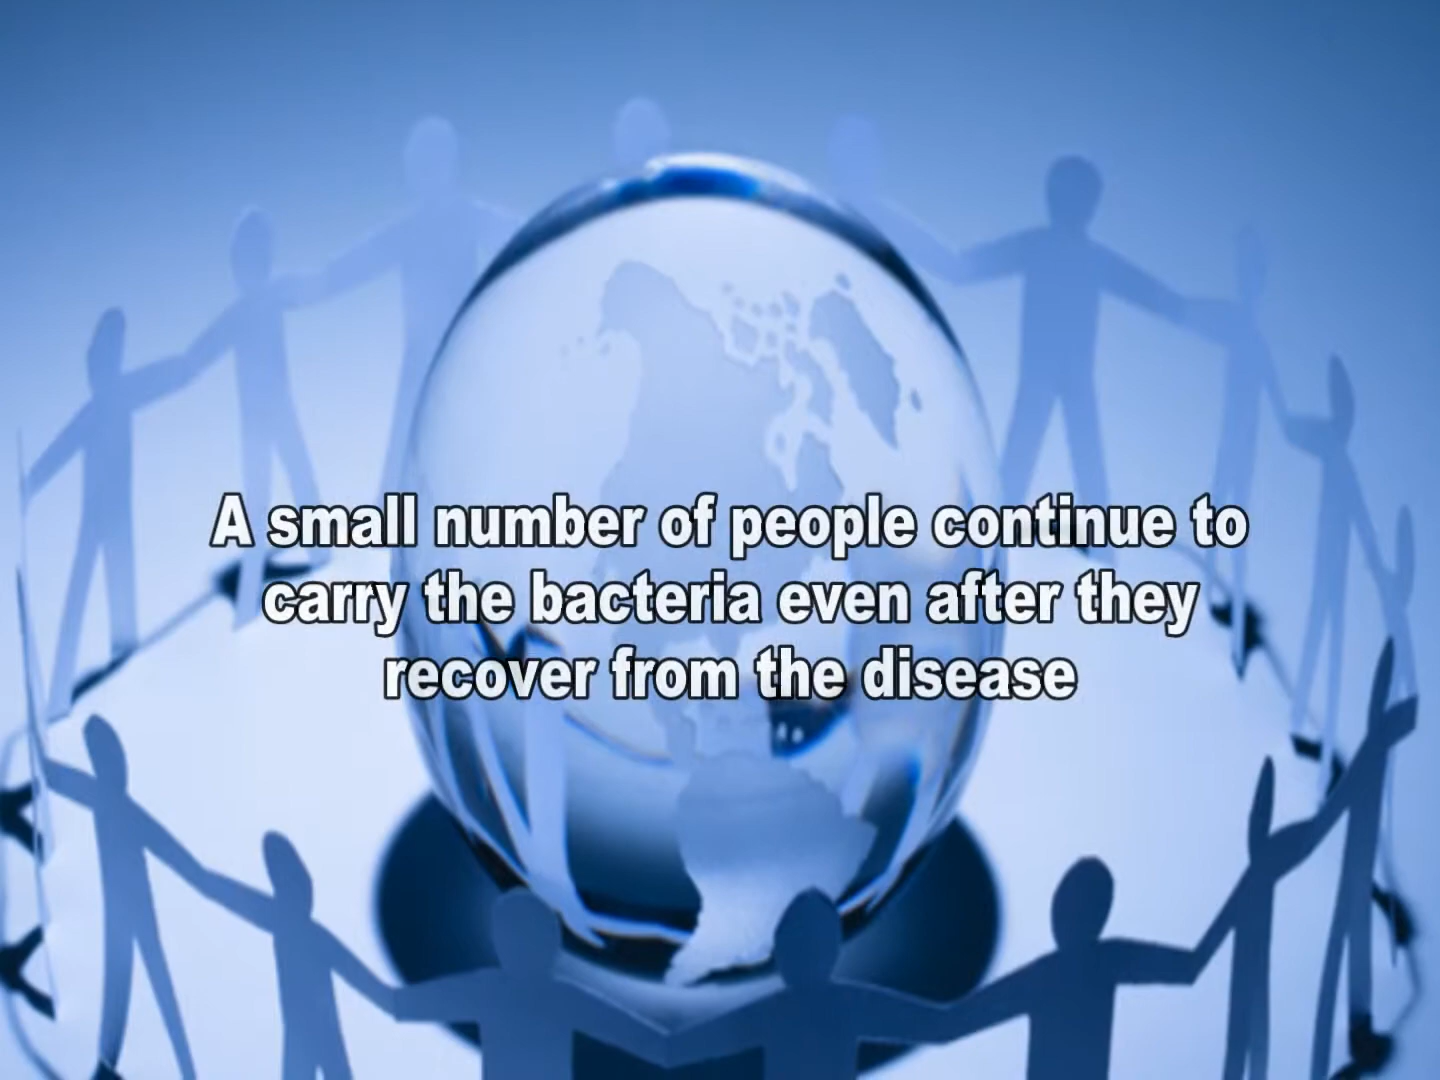 A small number of people continue to
carry the bacteria even after they
recover from the disease